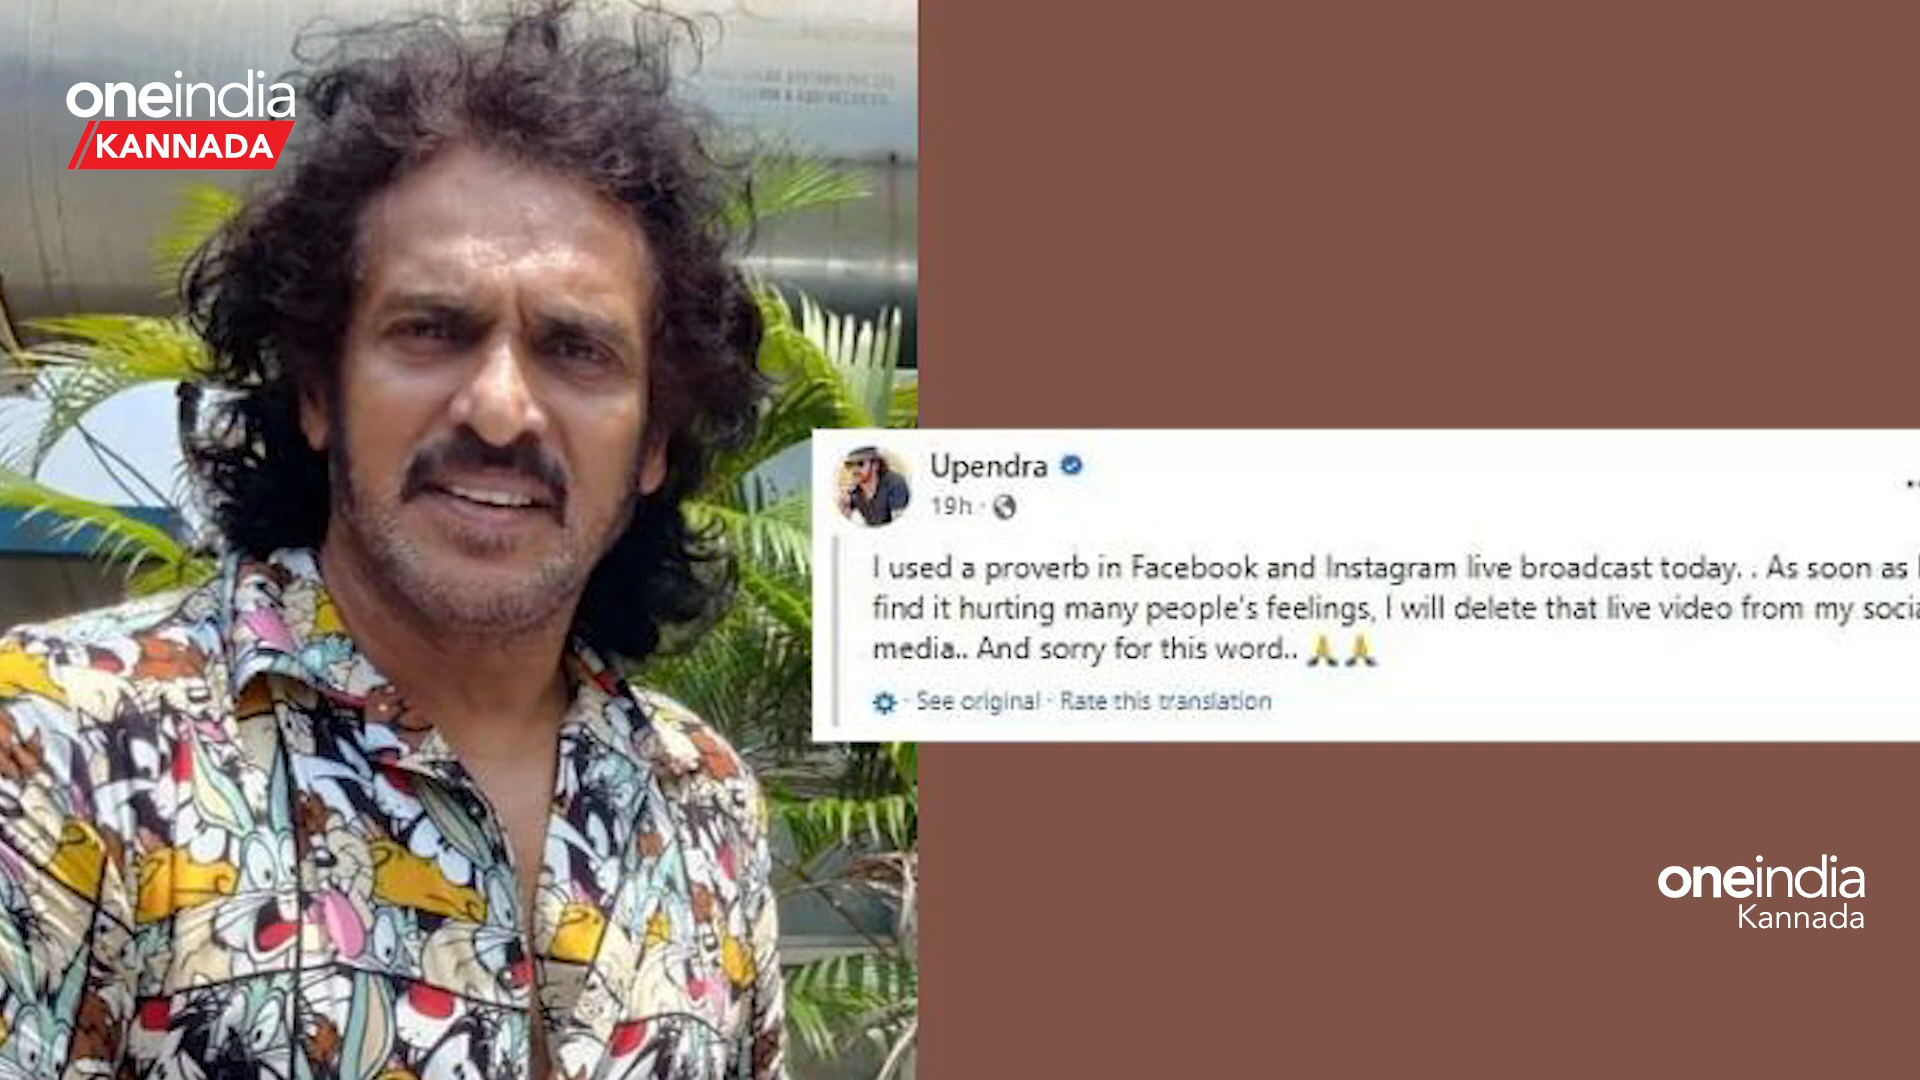 oneindia
KANNADA
Upendra
19h ·
I used a proverb in Facebook and Instagram live broadcast today. . As soon as I
find it hurting many people's feelings, I will delete that live video from my socia
media.. And sorry for this word.. 🙏🙏
· See original · Rate this translation
oneindia
Kannada